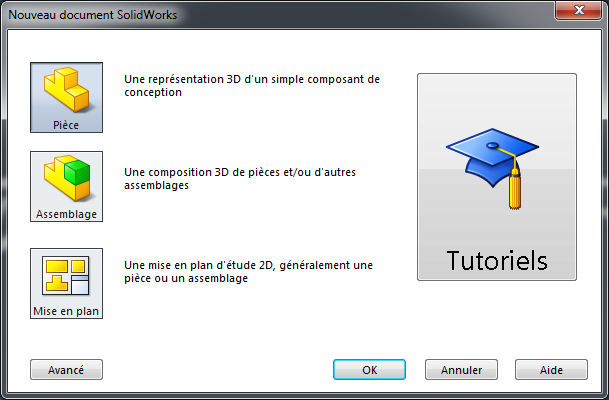 Nouveau document SolidWorks
Pièce
Une représentation 3D d'un simple composant de
conception
Assemblage
Une composition 3D de pièces et/ou d'autres
assemblages
Mise en plan
Une mise en plan d'étude 2D, généralement une
pièce ou un assemblage
Tutoriels
Avancé
OK
Annuler
Aide